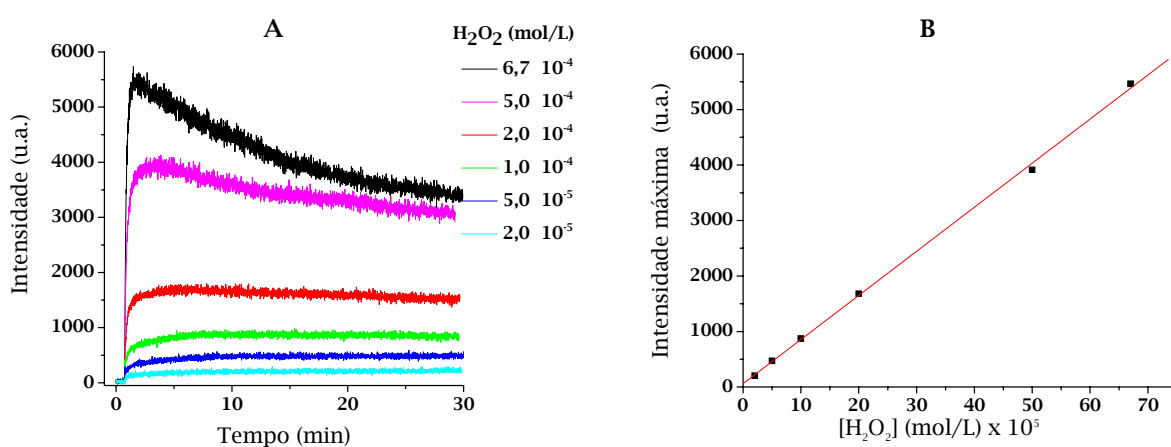 A
H₂O₂ (mol/L)
6,7 10⁻⁴
5,0 10⁻⁴
2,0 10⁻⁴
1,0 10⁻⁴
5,0 10⁻⁵
2,0 10⁻⁵
Intensidade (u.a.)
6000
5000
4000
3000
2000
1000
0
0 10 20 30
Tempo (min)
B
Intensidade máxima (u.a.)
6000
5000
4000
3000
2000
1000
0
0 10 20 30 40 50 60 70
[H₂O₂] (mol/L) x 10⁵